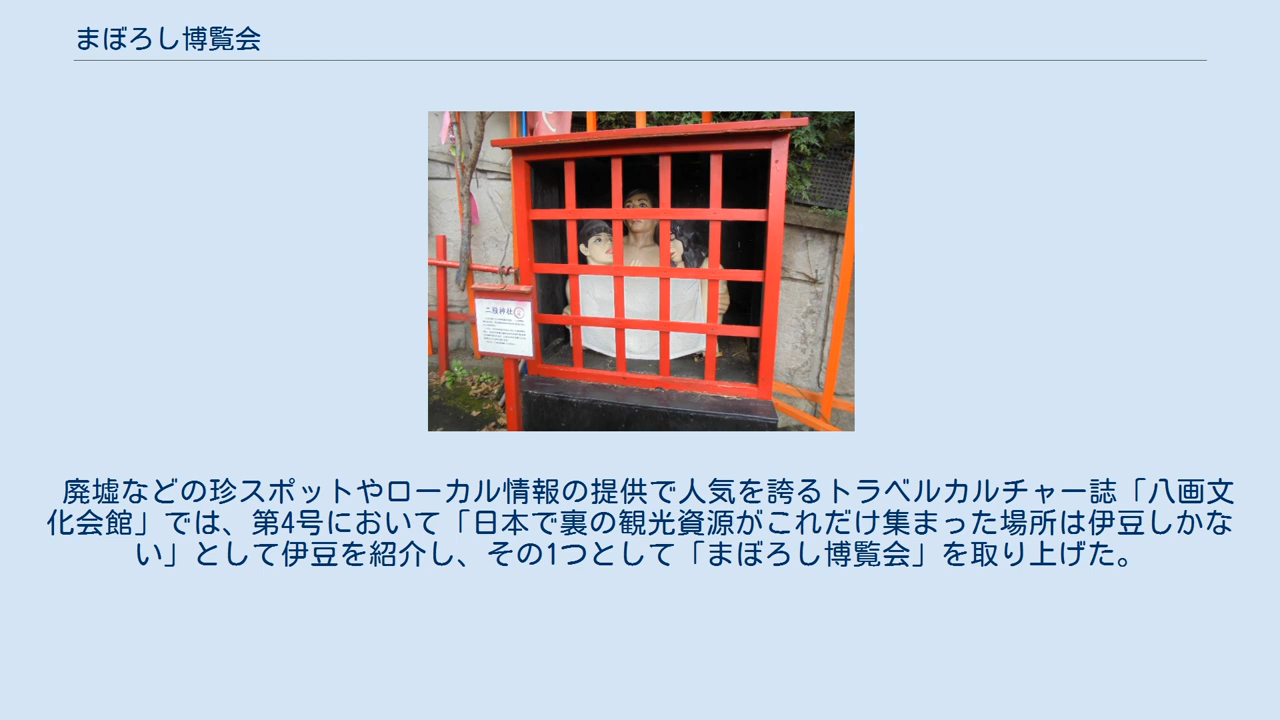 まぼろし博覧会
廃墟などの珍スポットやローカル情報の提供で人気を誇るトラベルカルチャー誌「八画文
化会館」では、第4号において「日本で裏の観光資源がこれだけ集まった場所は伊豆しかな
い」として伊豆を紹介し、その1つとして「まぼろし博覧会」を取り上げた。